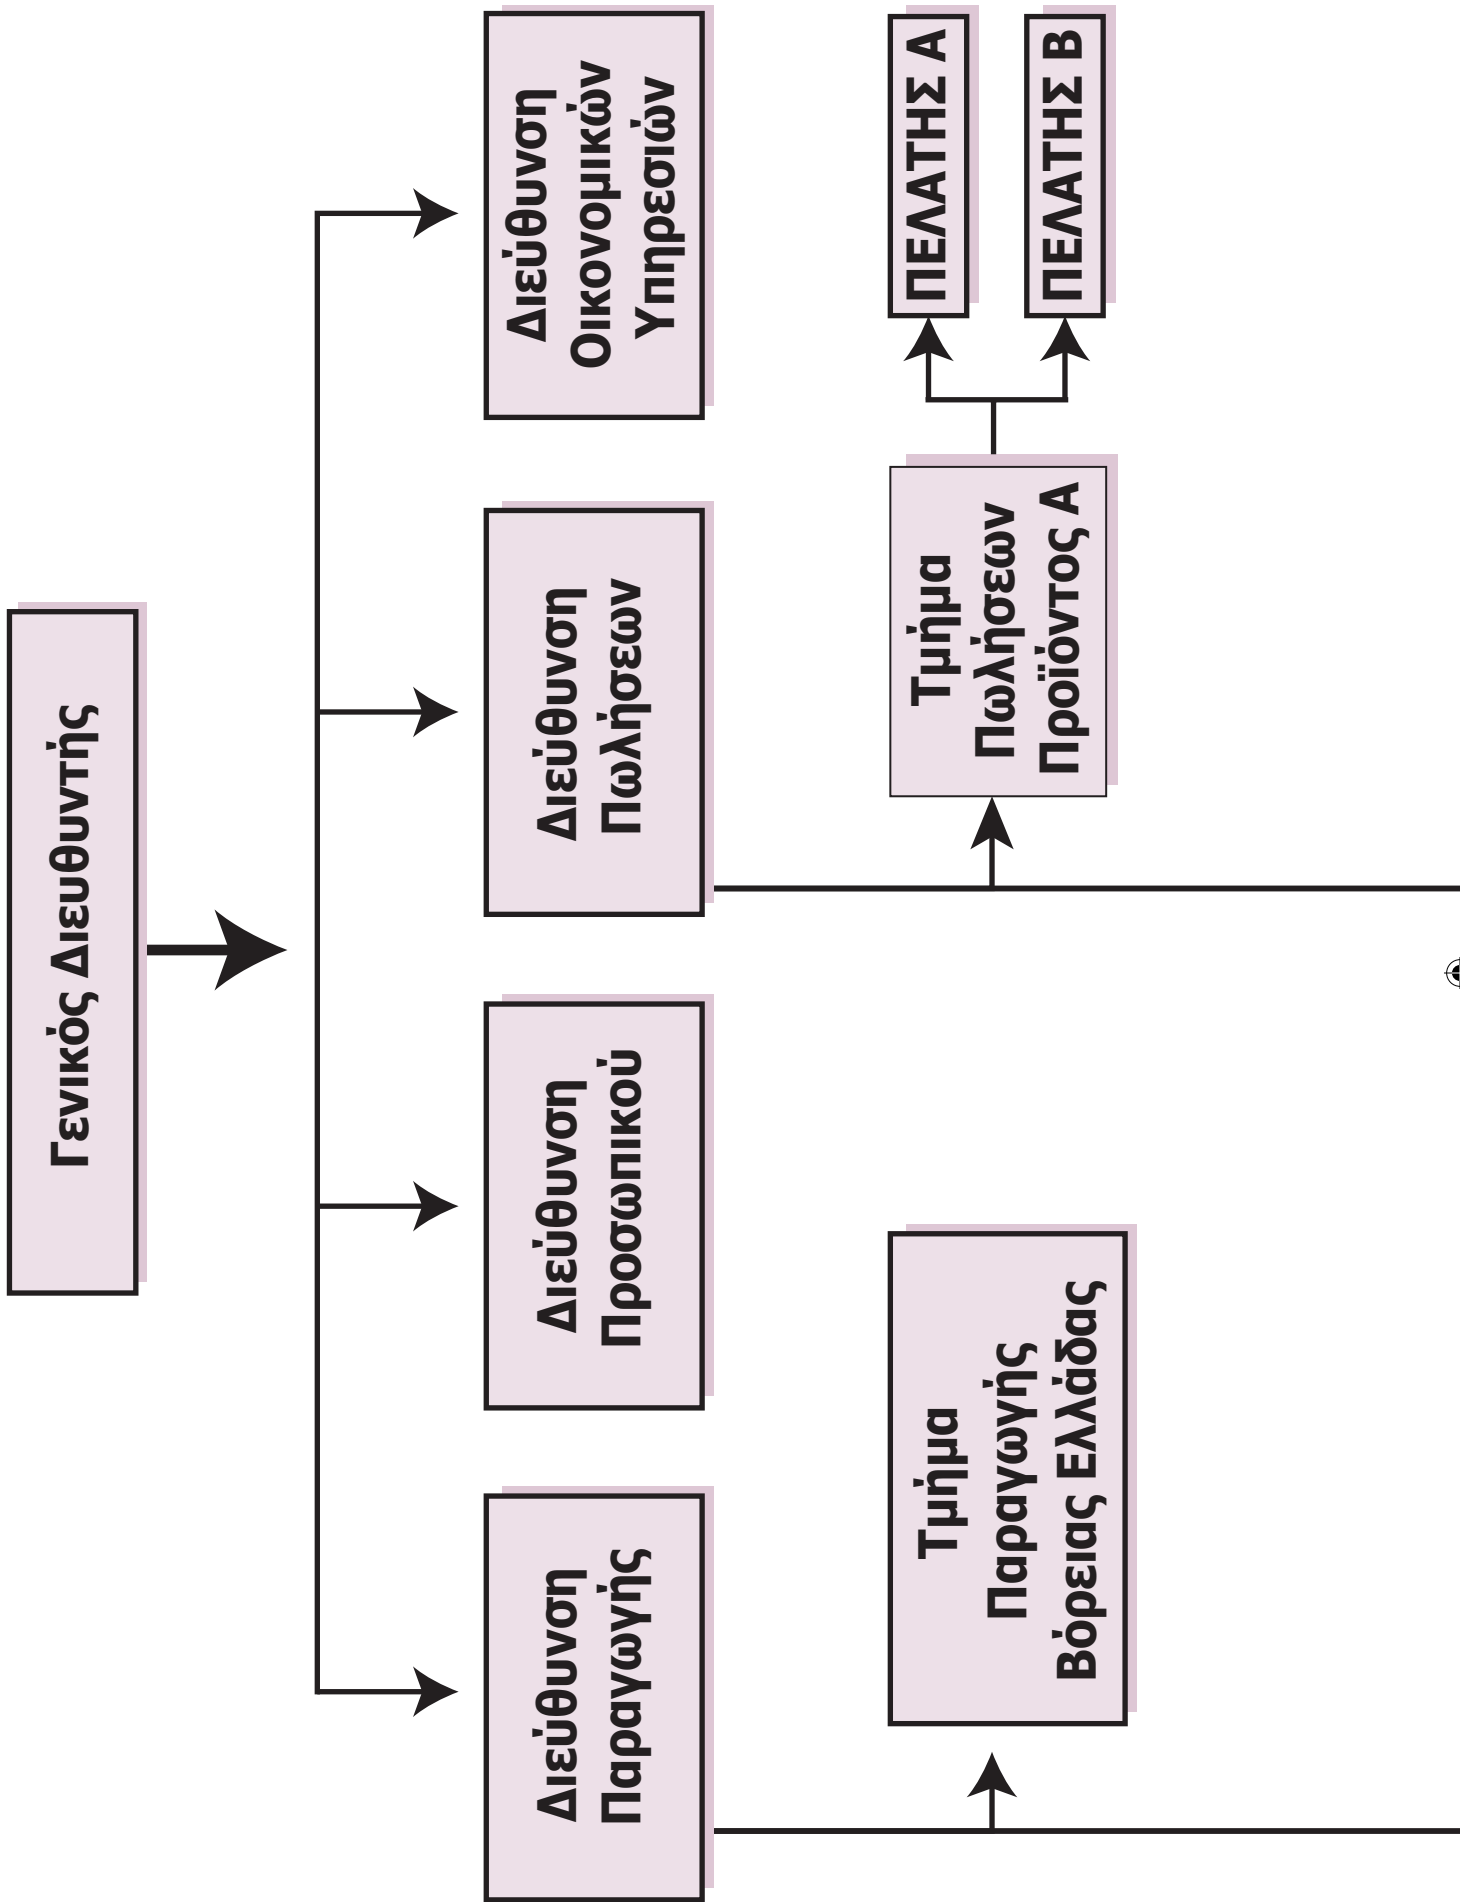 Γενικός Διευθυντής
Διεύθυνση
Παραγωγής
Διεύθυνση
Προσωπικού
Διεύθυνση
Πωλήσεων
Διεύθυνση
Οικονομικών
Υπηρεσιών
Τμήμα
Παραγωγής
Βόρειας Ελλάδας
Τμήμα
Πωλήσεων
Προϊόντος Α
ΠΕΛΑΤΗΣ Α
ΠΕΛΑΤΗΣ Β